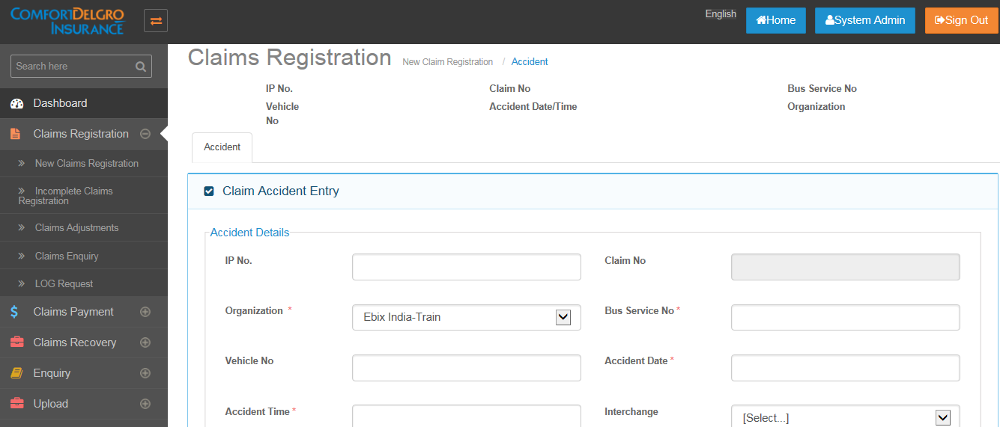 COMFORTDELGRO
INSURANCE
English
Home
System Admin
Sign Out
Search here
Dashboard
Claims Registration
New Claims Registration
Incomplete Claims
Registration
Claims Adjustments
Claims Enquiry
LOG Request
Claims Payment
Claims Recovery
Enquiry
Upload
Claims Registration New Claim Registration / Accident
IP No. Claim No Bus Service No
Vehicle Accident Date/Time Organization
No
Accident
Claim Accident Entry
Accident Details
IP No. Claim No
Organization * Ebix India-Train Bus Service No *
Vehicle No Accident Date *
Accident Time * Interchange [Select...]